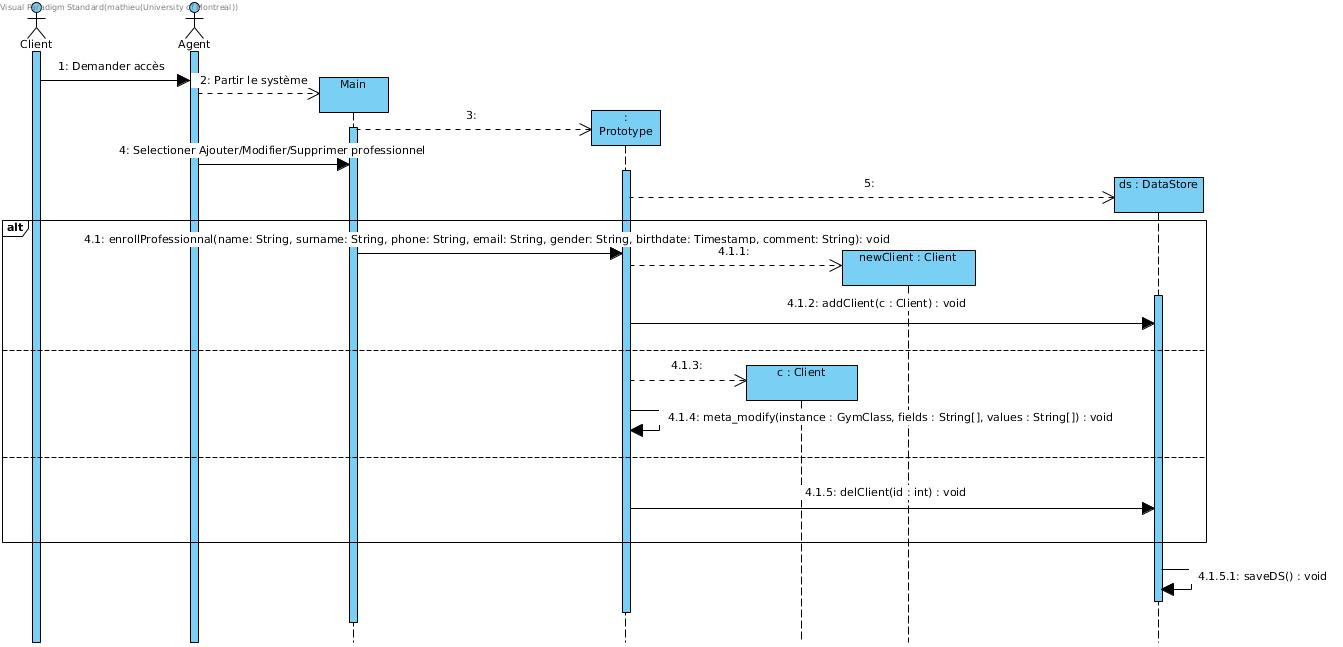 Visual Paradigm Standard(mathieu(University of Montreal))
Client
Agent
1: Demander accès
2: Partir le système
Main
3:
:
Prototype
4: Selectioner Ajouter/Modifier/Supprimer professionnel
5:
ds : DataStore
alt
4.1: enrollProfessionnal(name: String, surname: String, phone: String, email: String, gender: String, birthdate: Timestamp, comment: String): void
4.1.1:
newClient : Client
4.1.2: addClient(c : Client) : void
4.1.3:
c : Client
4.1.4: meta_modify(instance : GymClass, fields : String[], values : String[]) : void
4.1.5: delClient(id : int) : void
4.1.5.1: saveDS() : void